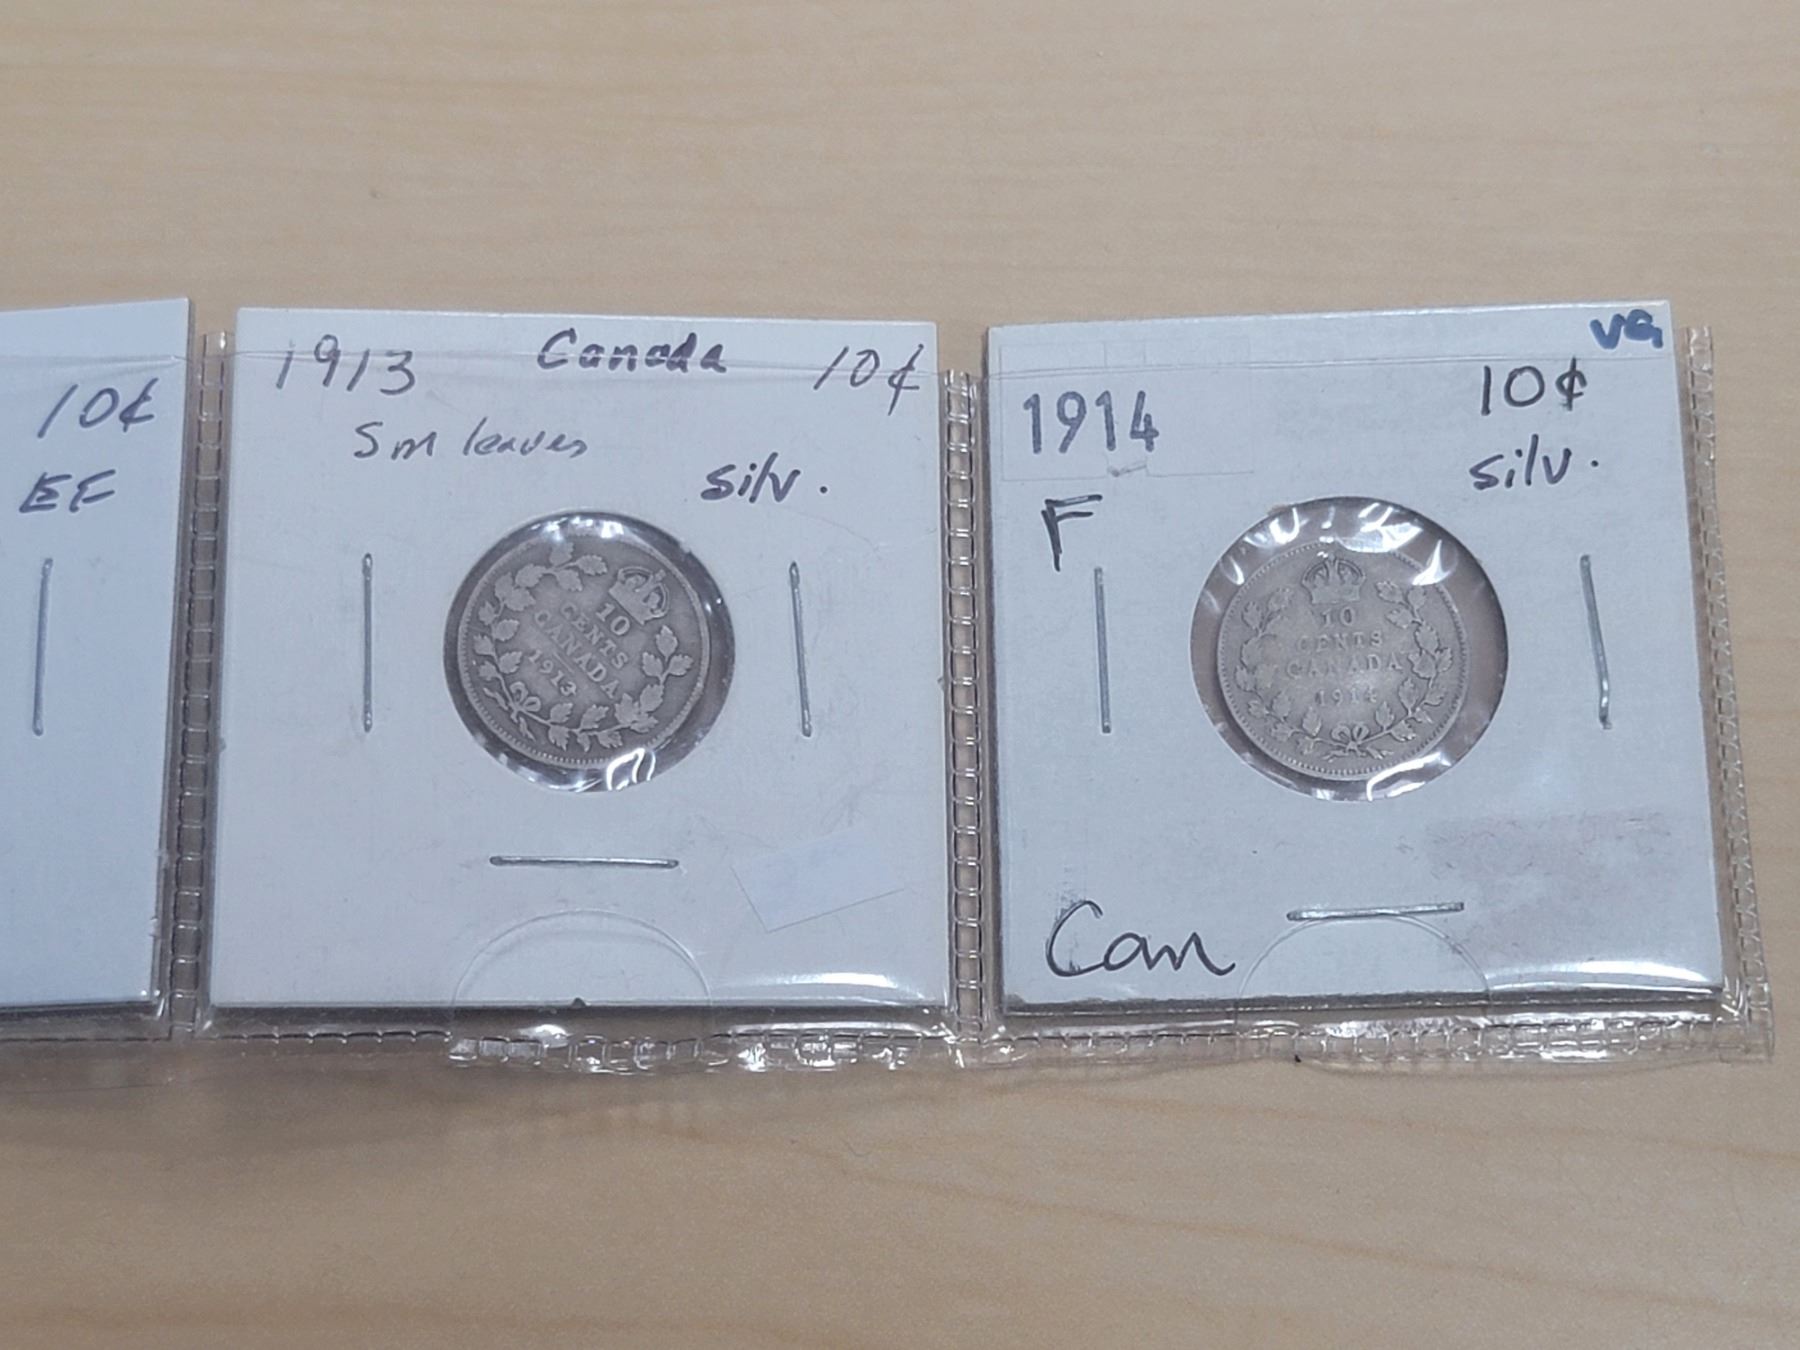 10¢
EF
1913 Canada 10¢
Sm leaves
silv.
10
CENTS
CANADA
1913
VG
1914 10¢
silv.
F
10
CENTS
CANADA
1914
Can